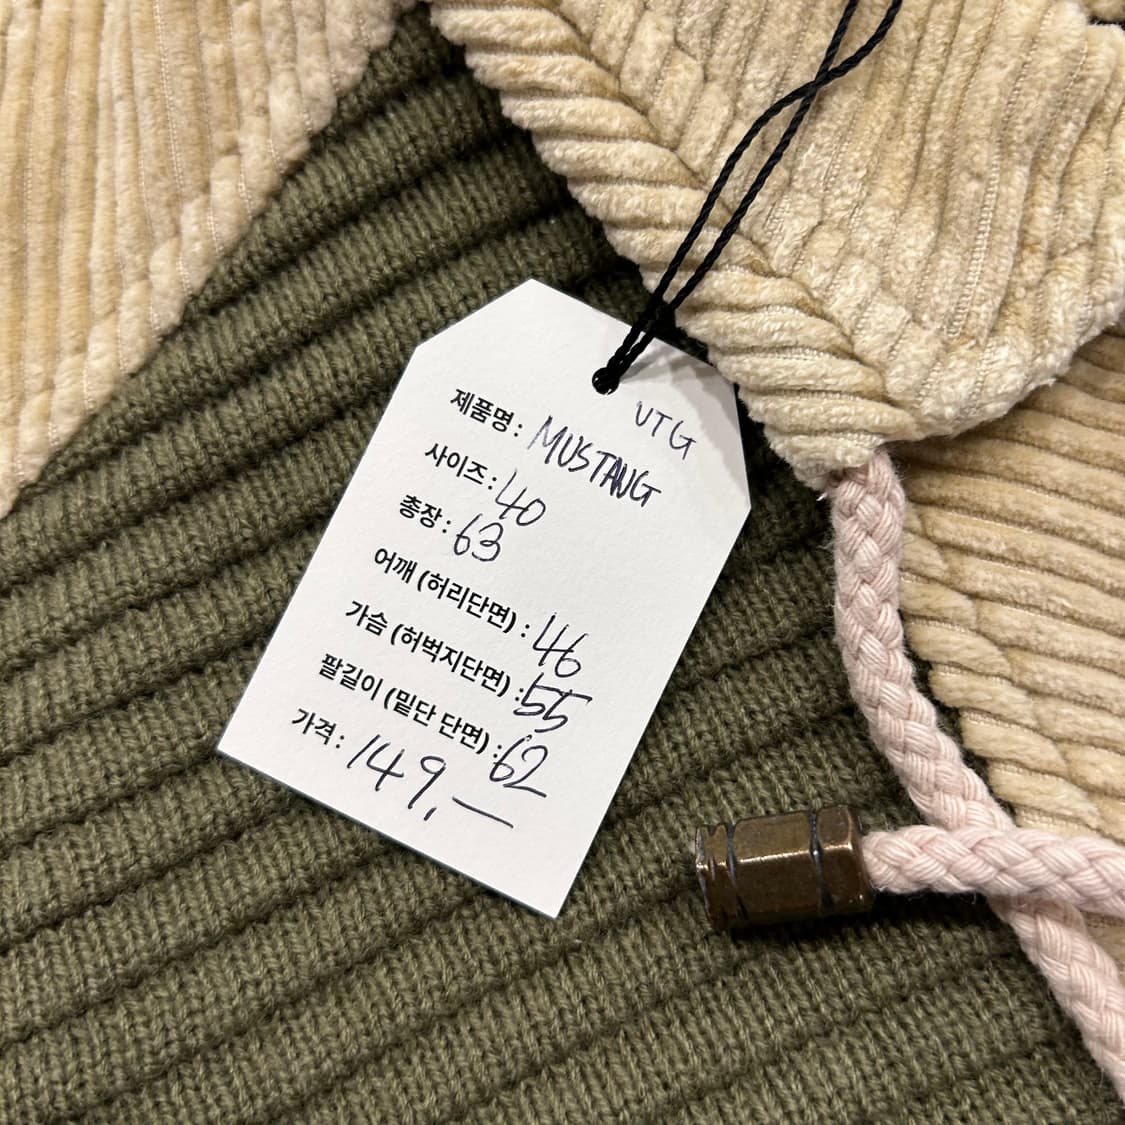 VTG
제품명 : MUSTANG
사이즈 : 40
총장 : 63
어깨 (허리단면) : 46
가슴 (허벅지단면) : 55
팔길이 (밑단 단면) : 62
가격 : 149,—